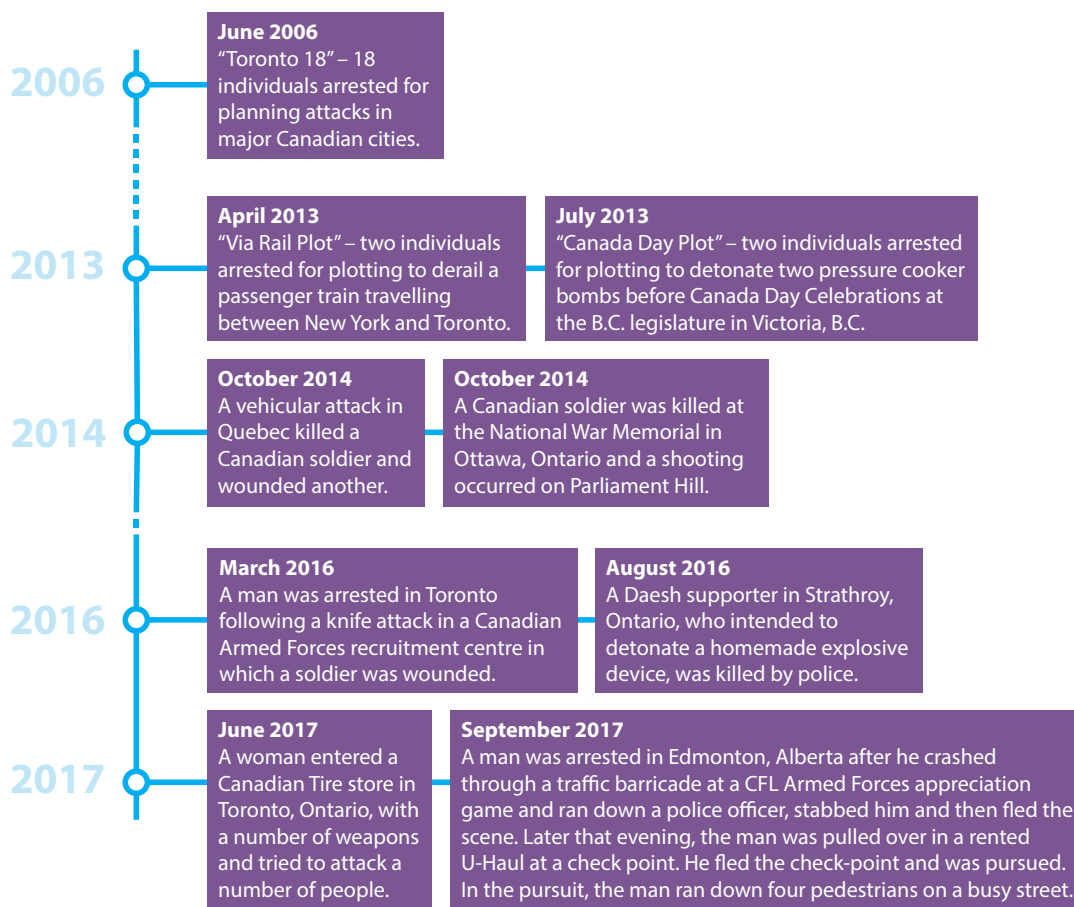 2006
June 2006
“Toronto 18” – 18
individuals arrested for
planning attacks in
major Canadian cities.
2013
April 2013
“Via Rail Plot” – two individuals
arrested for plotting to derail a
passenger train travelling
between New York and Toronto.
July 2013
“Canada Day Plot” – two individuals arrested
for plotting to detonate two pressure cooker
bombs before Canada Day Celebrations at
the B.C. legislature in Victoria, B.C.
2014
October 2014
A vehicular attack in
Quebec killed a
Canadian soldier and
wounded another.
October 2014
A Canadian soldier was killed at
the National War Memorial in
Ottawa, Ontario and a shooting
occurred on Parliament Hill.
2016
March 2016
A man was arrested in Toronto
following a knife attack in a Canadian
Armed Forces recruitment centre in
which a soldier was wounded.
August 2016
A Daesh supporter in Strathroy,
Ontario, who intended to
detonate a homemade explosive
device, was killed by police.
2017
June 2017
A woman entered a
Canadian Tire store in
Toronto, Ontario, with
a number of weapons
and tried to attack a
number of people.
September 2017
A man was arrested in Edmonton, Alberta after he crashed
through a traffic barricade at a CFL Armed Forces appreciation
game and ran down a police officer, stabbed him and then fled the
scene. Later that evening, the man was pulled over in a rented
U-Haul at a check point. He fled the check-point and was pursued.
In the pursuit, the man ran down four pedestrians on a busy street.